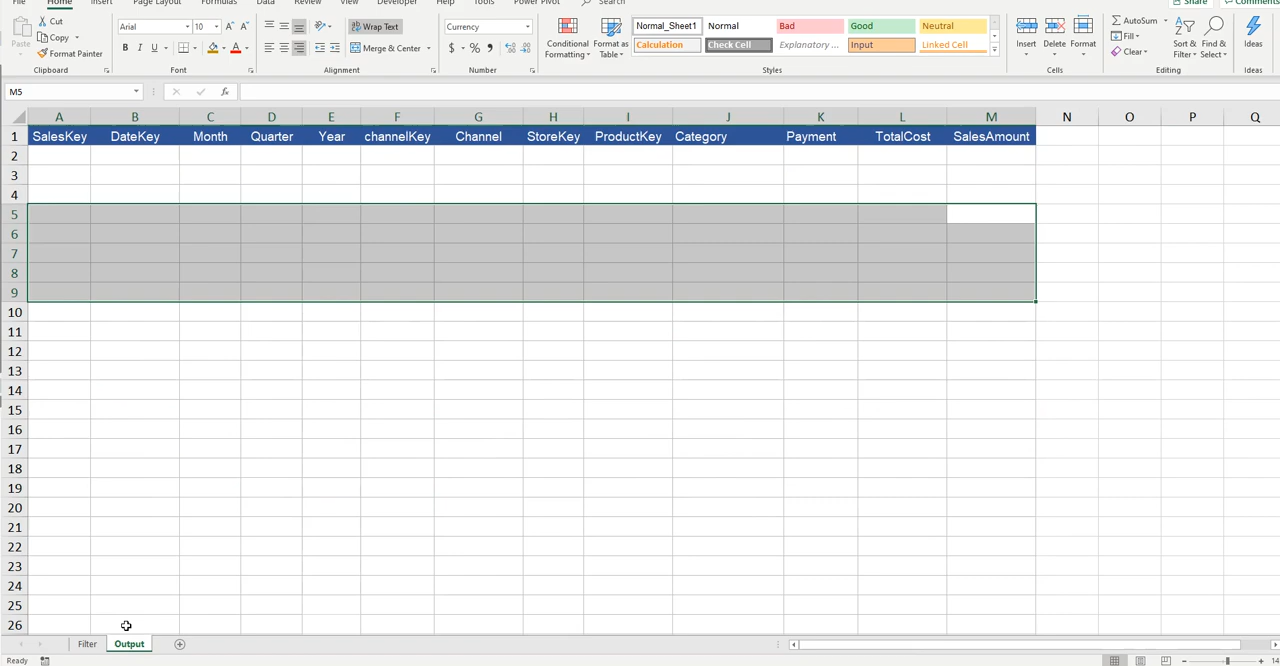 File Home Insert Page Layout Formulas Data Review View Developer Help Tools Power Pivot Search Share Comments
Paste Cut Arial 10 A A Wrap Text Currency Conditional Formatting Format as Table Normal_Sheet1 Normal Bad Good Neutral Insert Delete Format AutoSum Sort & Filter Find & Select Ideas
Copy Fill
Format Painter B I U A Merge & Center % 9 Calculation Check Cell Explanatory ... Input Linked Cell Clear
Clipboard Font Alignment Number Styles Cells Editing Ideas
M5 fx
A B C D E F G H I J K L M N O P Q
1 SalesKey DateKey Month Quarter Year channelKey Channel StoreKey ProductKey Category Payment TotalCost SalesAmount
2
3
4
5
6
7
8
9
10
11
12
13
14
15
16
17
18
19
20
21
22
23
24
25
26
Filter Output
Ready 14